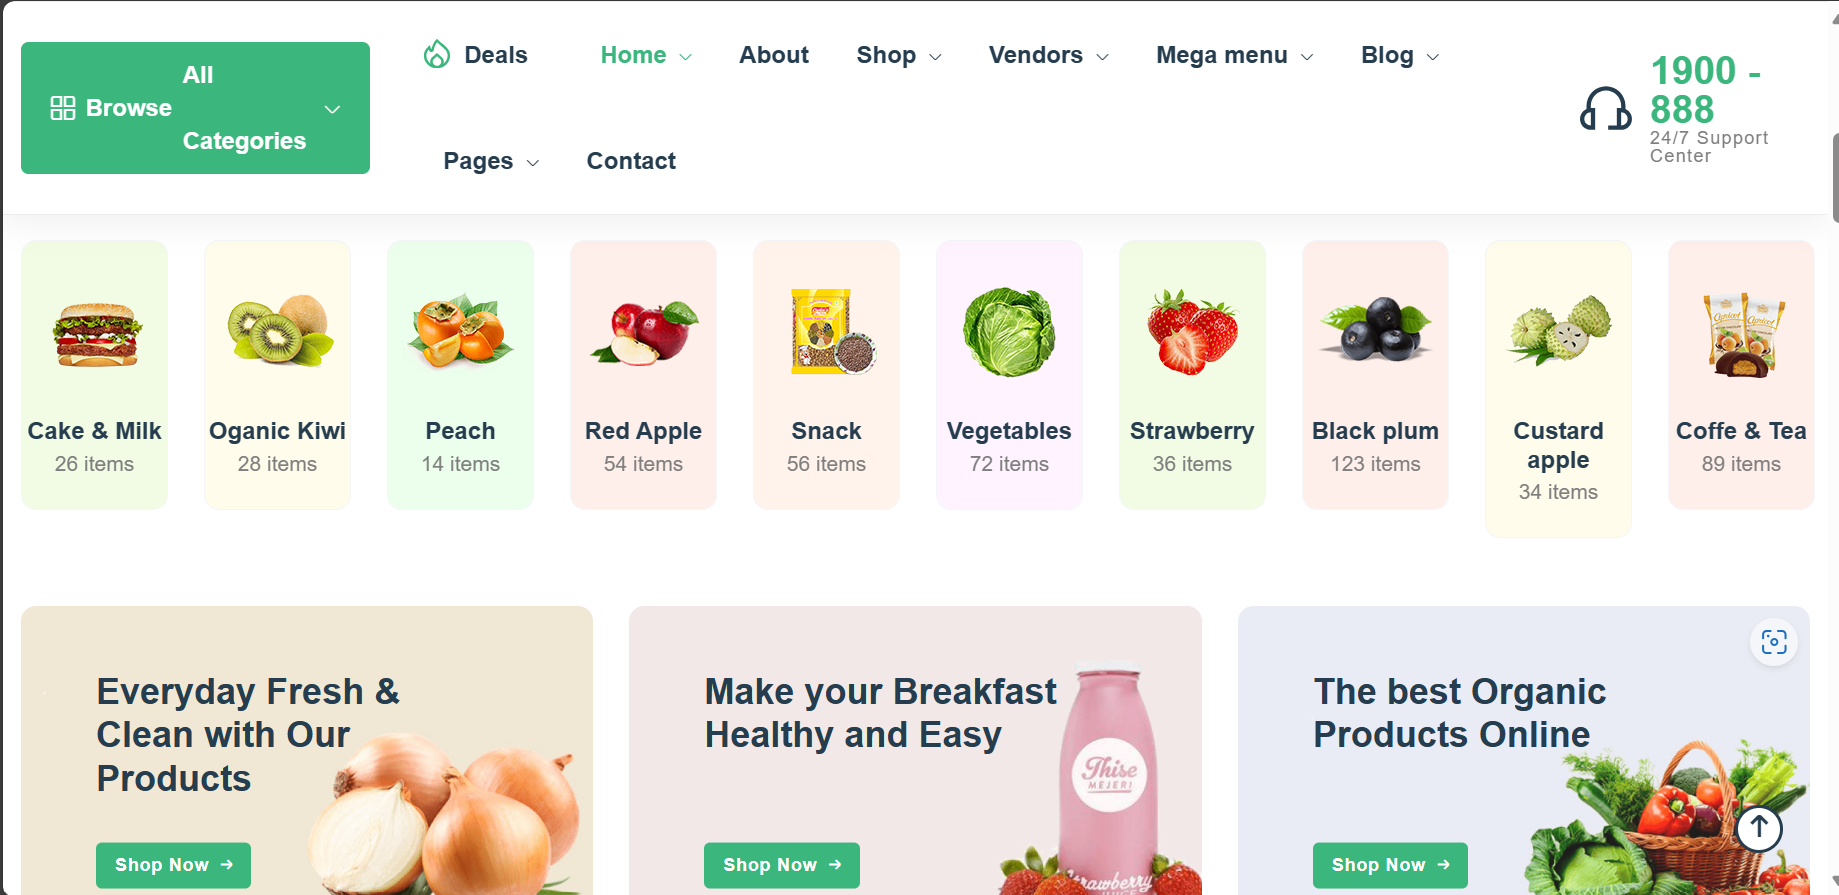 All
Browse
Categories
Deals
Home
About
Shop
Vendors
Mega menu
Blog
Pages
Contact
1900 -
888
24/7 Support
Center
Cake & Milk
26 items
Oganic Kiwi
28 items
Peach
14 items
Red Apple
54 items
Snack
56 items
Vegetables
72 items
Strawberry
36 items
Black plum
123 items
Custard
apple
34 items
Coffe & Tea
89 items
Apricot
Apricot
Everyday Fresh &
Clean with Our
Products
Shop Now
Make your Breakfast
Healthy and Easy
Shop Now
Thise
MEJERI
Strawberry
The best Organic
Products Online
Shop Now